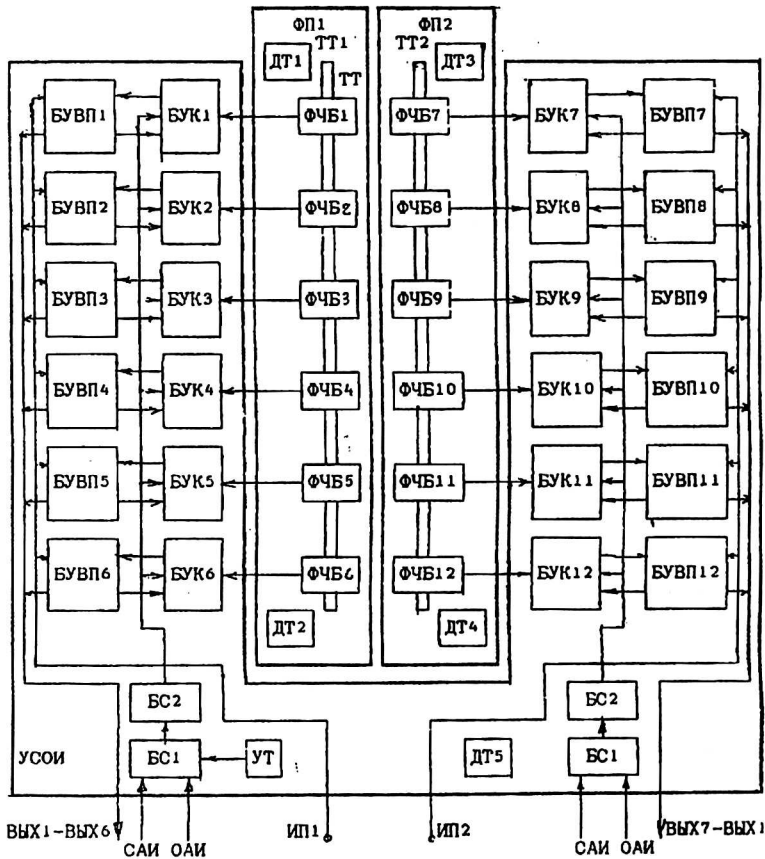 ФП1 ФП2
ДТ1 ТТ1 ТТ2 ДТ3
ТТ
БУВП1 БУК1 ФЧБ1 ФЧБ7 БУК7 БУВП7
БУВП2 БУК2 ФЧБ2 ФЧБ8 БУК8 БУВП8
БУВП3 БУК3 ФЧБ3 ФЧБ9 БУК9 БУВП9
БУВП4 БУК4 ФЧБ4 ФЧБ10 БУК10 БУВП10
БУВП5 БУК5 ФЧБ5 ФЧБ11 БУК11 БУВП11
БУВП6 БУК6 ФЧБ6 ФЧБ12 БУК12 БУВП12
ДТ2 ДТ4
БС2 БС2
УСОИ БС1 УТ ДТ5 БС1
ВЫХ1-ВЫХ6 ИП1 ИП2 ВЫХ7-ВЫХ1
САИ ОАИ САИ ОАИ